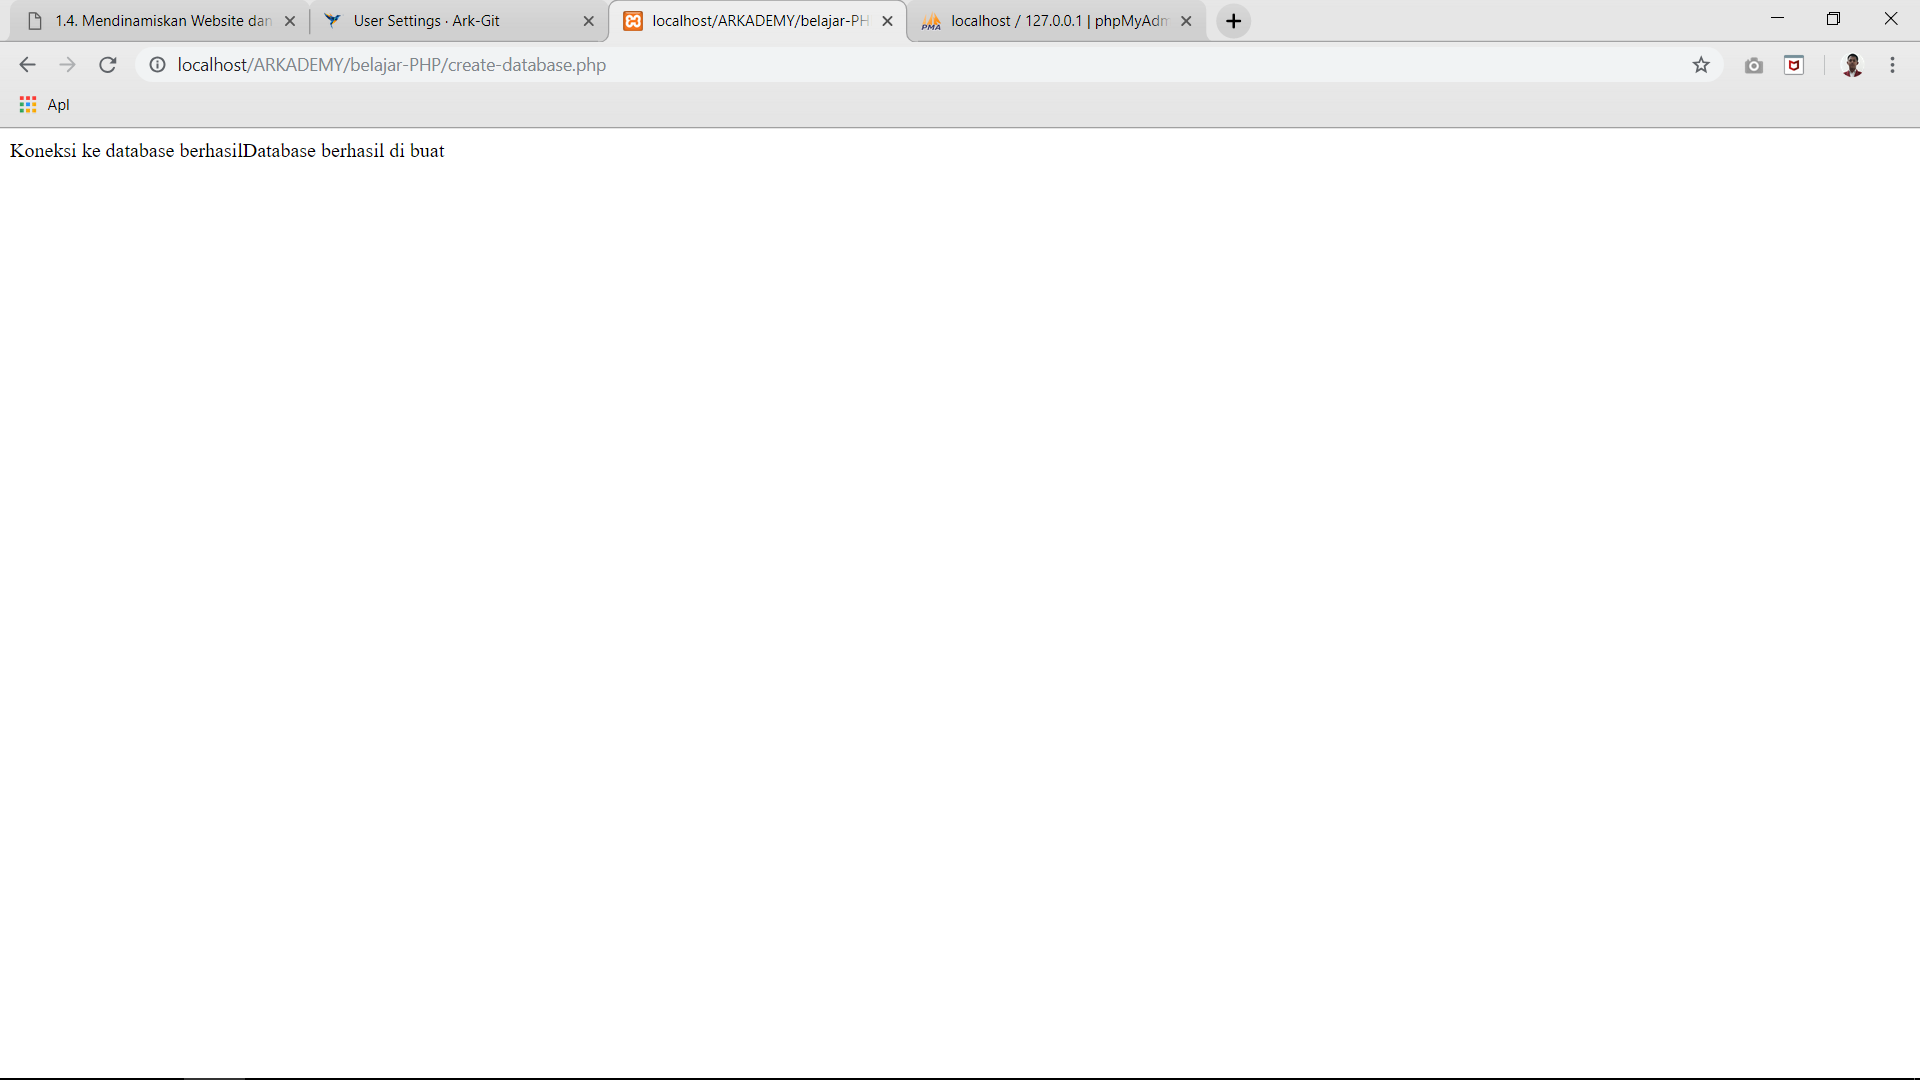 1.4. Mendinamiskan Website dan
User Settings · Ark-Git
localhost/ARKADEMY/belajar-PH
localhost / 127.0.0.1 | phpMyAdm
localhost/ARKADEMY/belajar-PHP/create-database.php
Apl
Koneksi ke database berhasilDatabase berhasil di buat